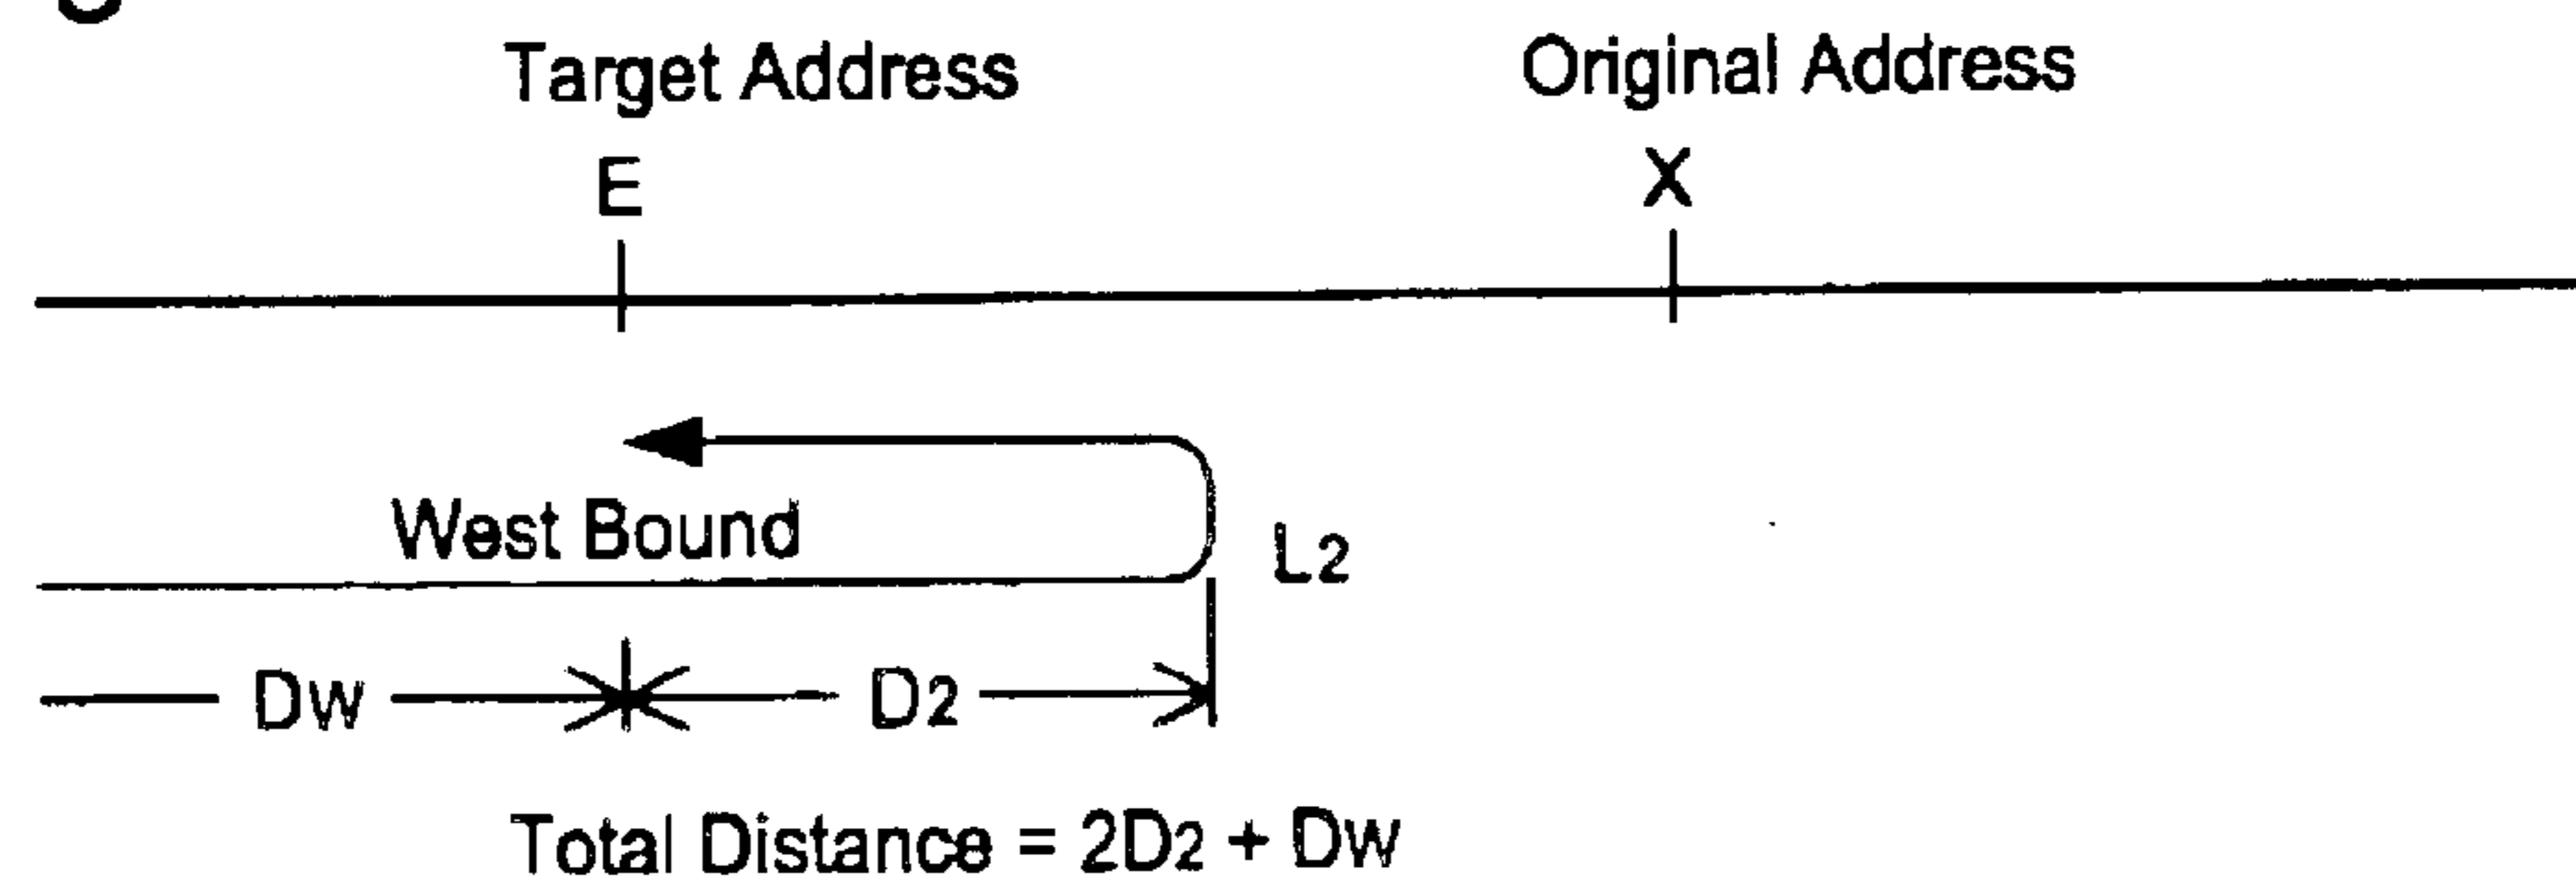 Target Address
Original Address
E
X
West Bound
L2
DW
D2
Total Distance = 2D2 + DW